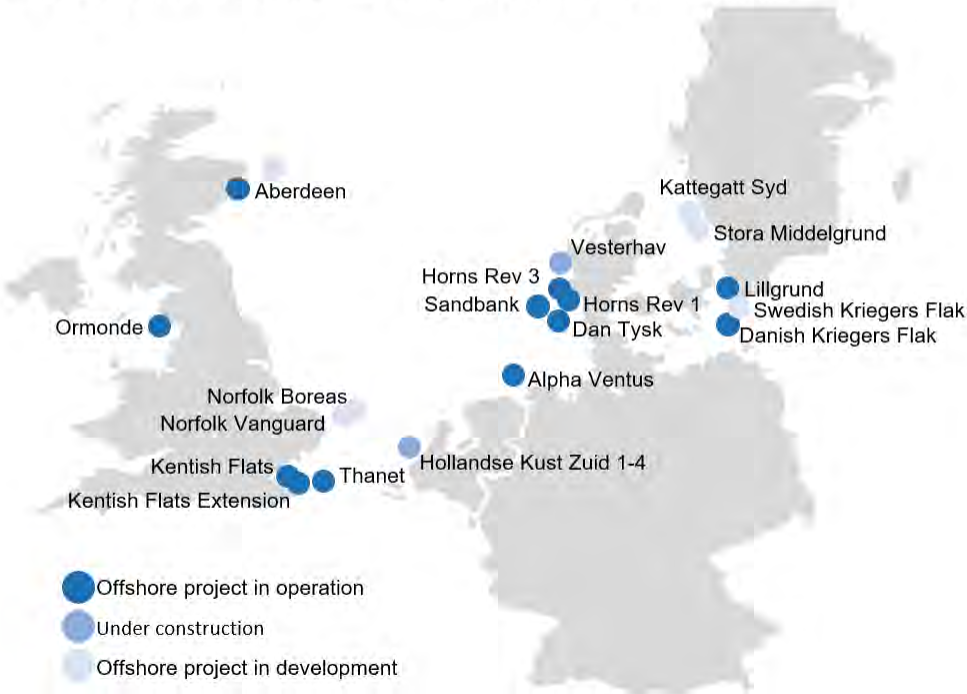 Aberdeen
Kattegatt Syd
Stora Middelgrund
Vesterhav
Horns Rev 3
Lillgrund
Sandbank
Horns Rev 1
Swedish Kriegers Flak
Ormonde
Dan Tysk
Danish Kriegers Flak
Alpha Ventus
Norfolk Boreas
Norfolk Vanguard
Hollandse Kust Zuid 1-4
Kentish Flats
Thanet
Kentish Flats Extension
Offshore project in operation
Under construction
Offshore project in development